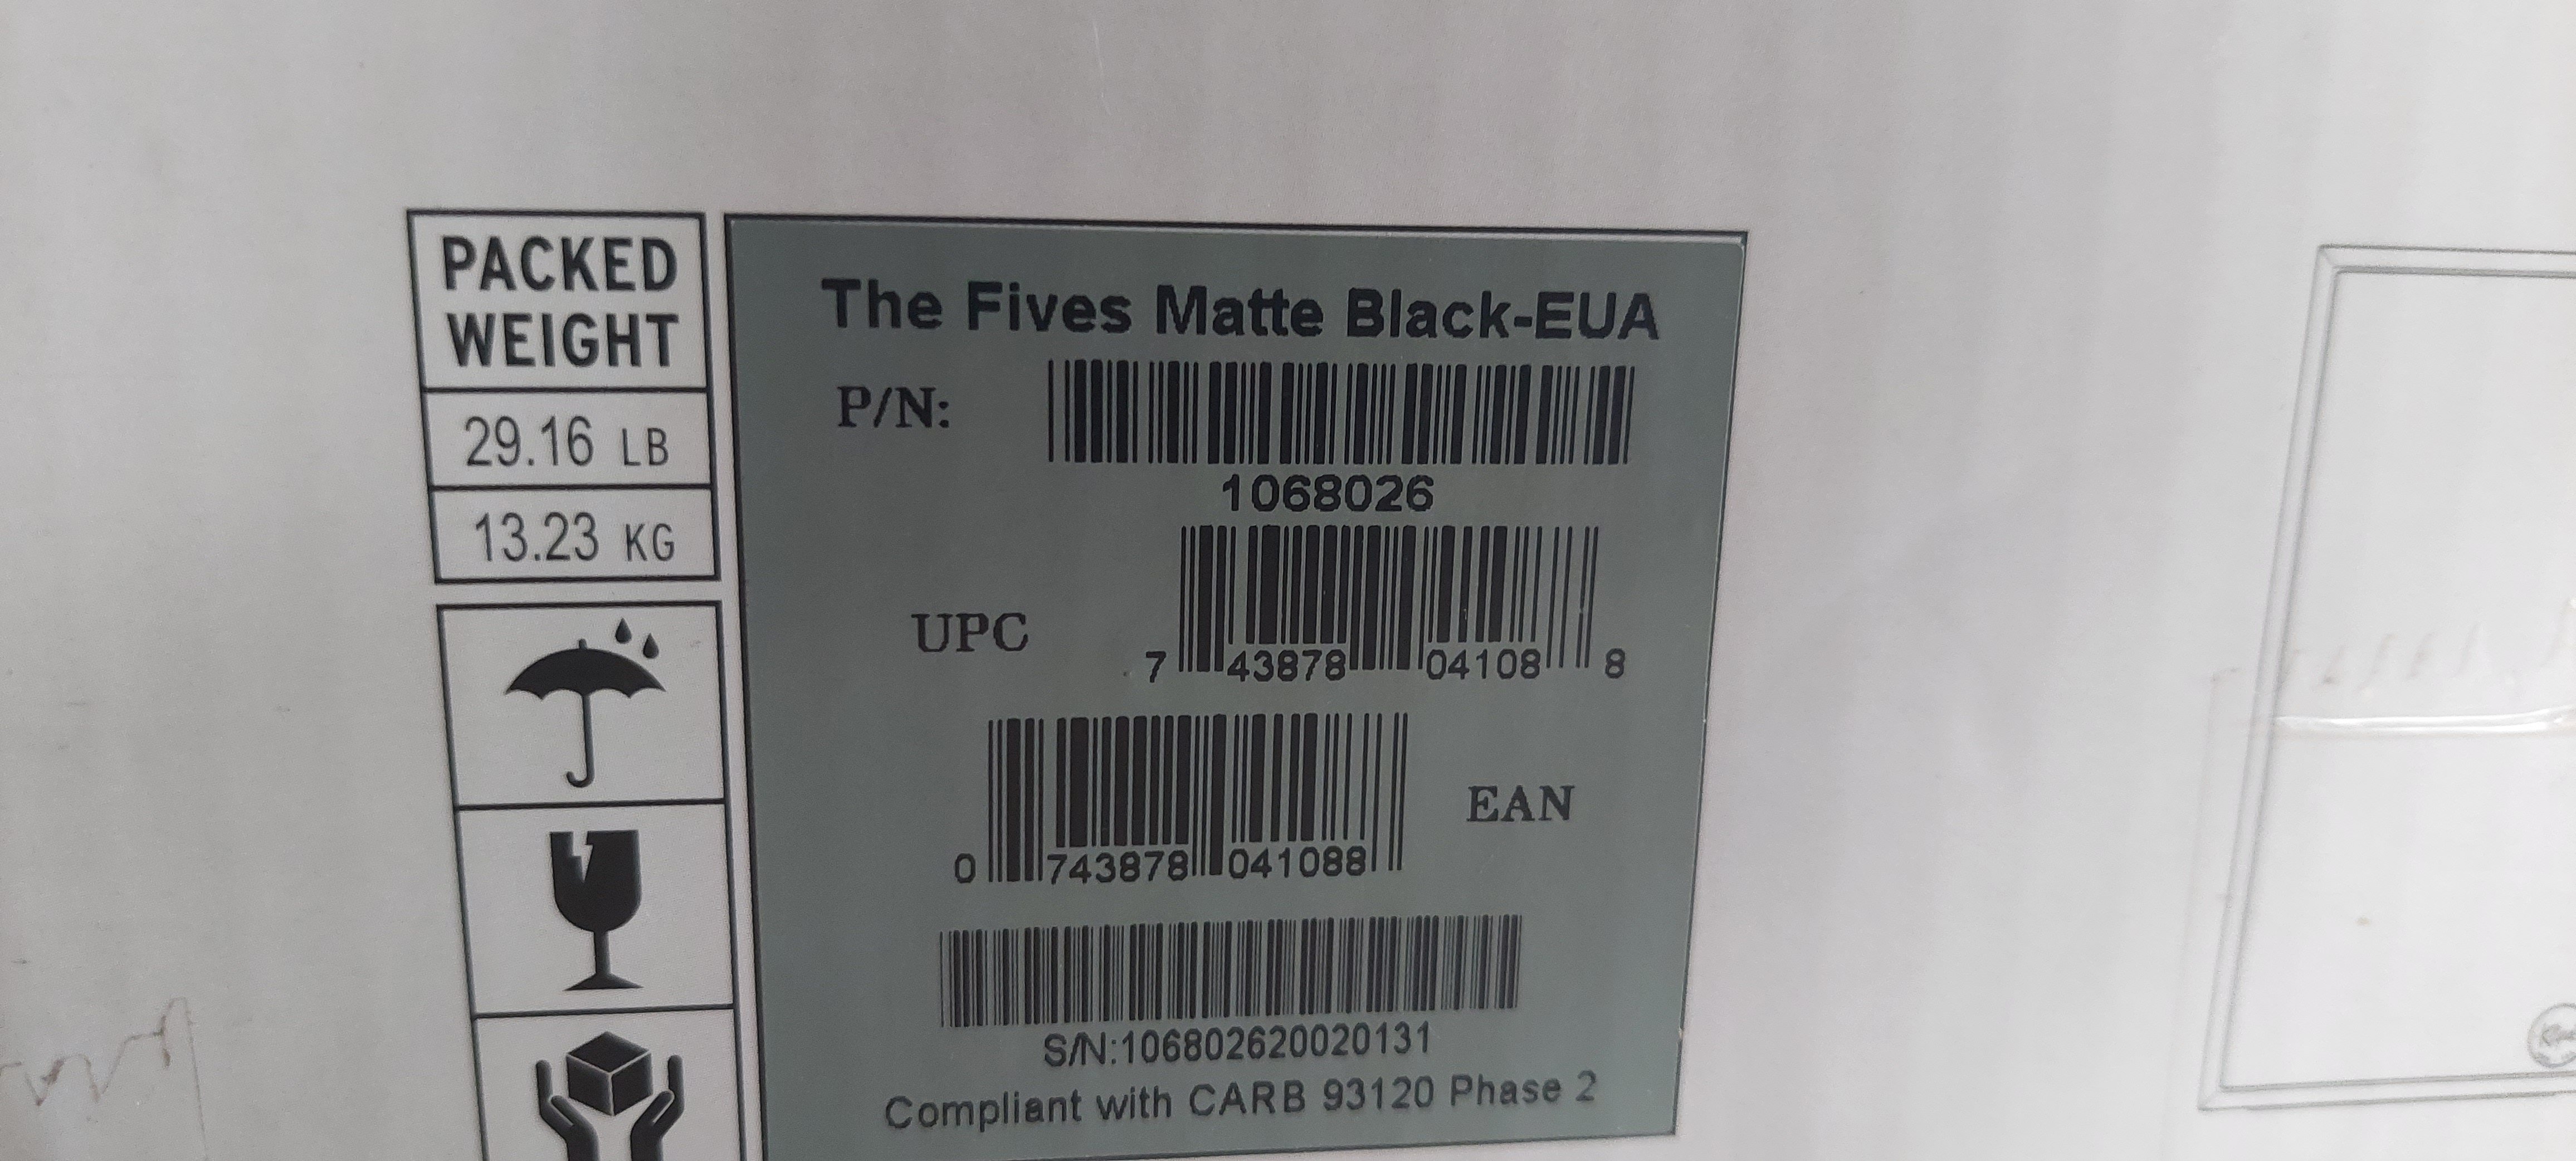 PACKED
WEIGHT
29.16 LB
13.23 KG
The Fives Matte Black-EUA
P/N:
1068026
UPC
7 43878 04108 8
EAN
0 743878 041088
S/N:106802620020131
Compliant with CARB 93120 Phase 2